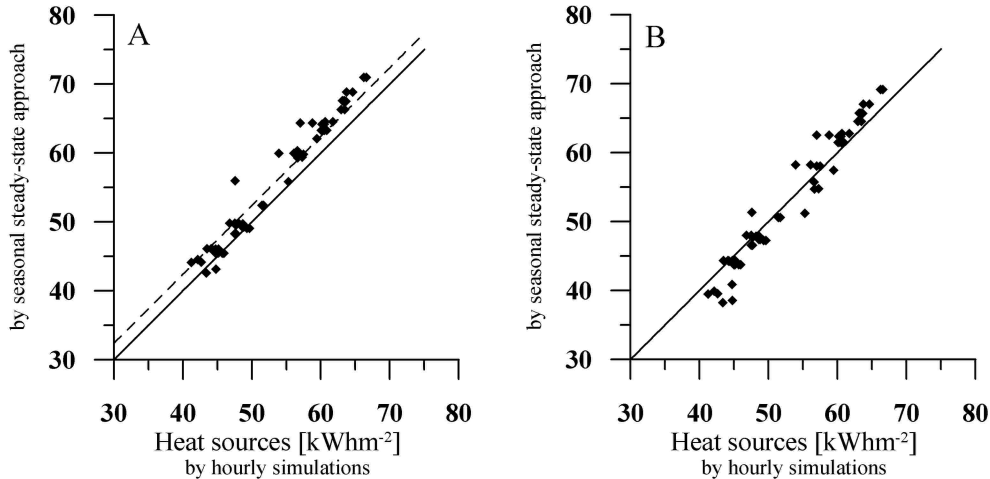 by seasonal steady-state approach
A
80
70
60
50
40
30
30 40 50 60 70 80
Heat sources [kWhm-2]
by hourly simulations
by seasonal steady-state approach
B
80
70
60
50
40
30
30 40 50 60 70 80
Heat sources [kWhm-2]
by hourly simulations